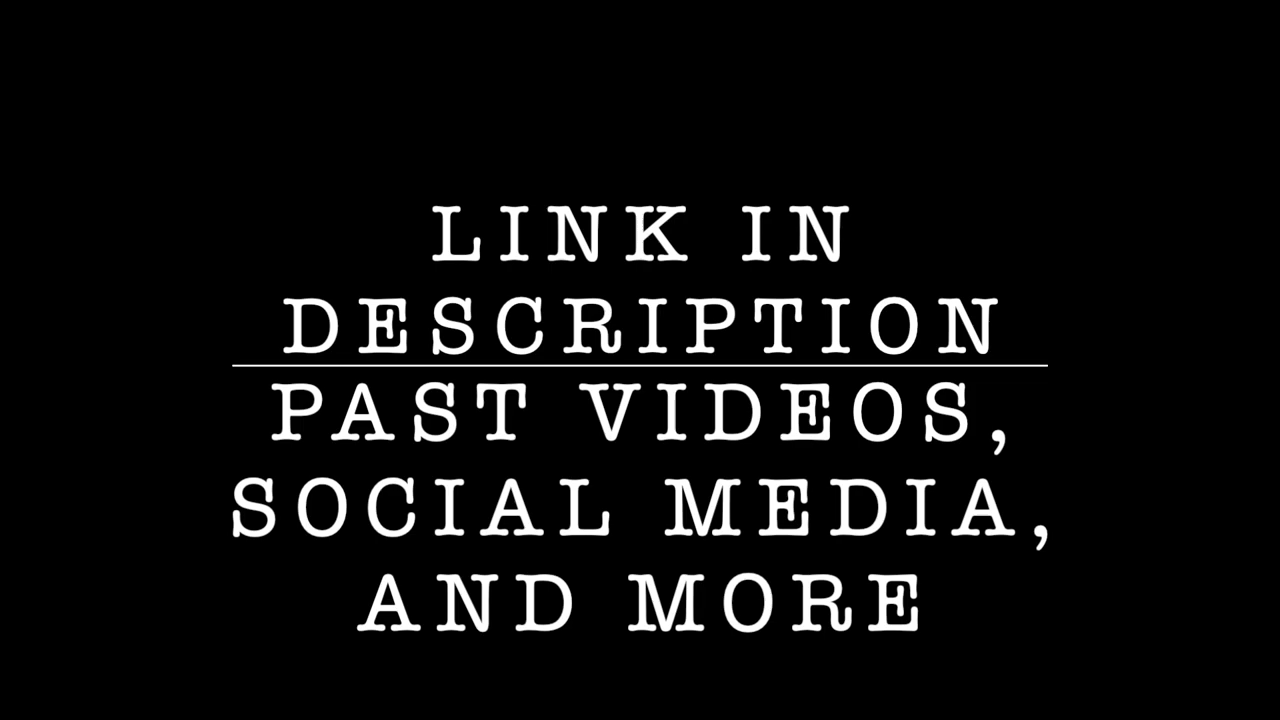 LINK IN
DESCRIPTION
PAST VIDEOS,
SOCIAL MEDIA,
AND MORE